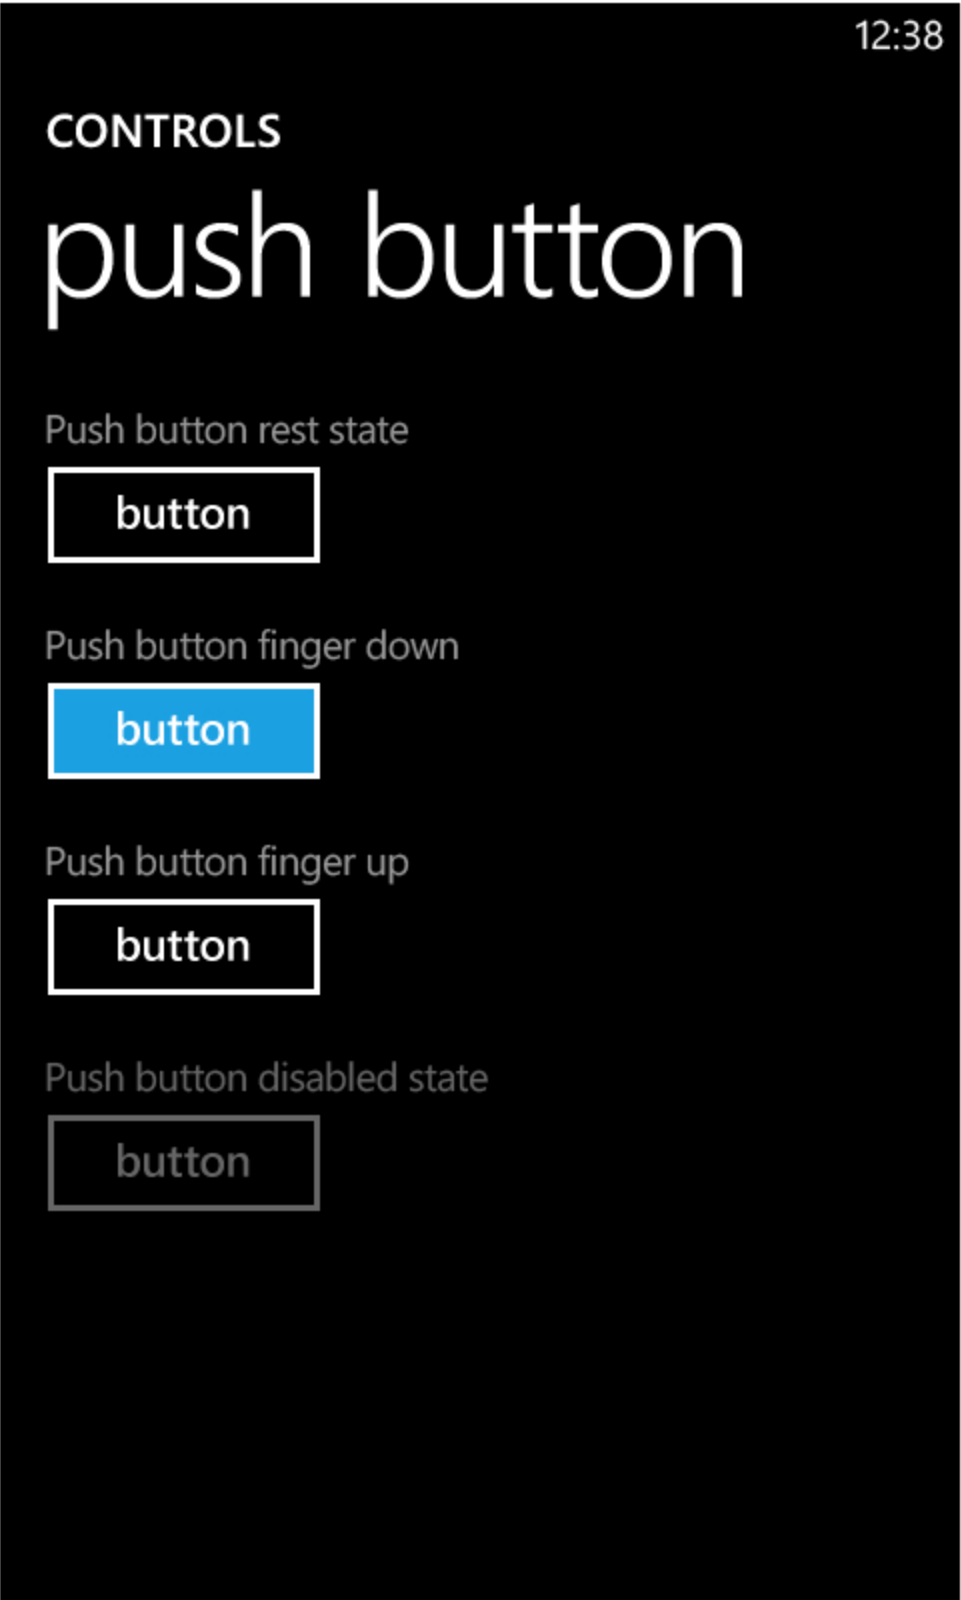 12:38
CONTROLS
push button
Push button rest state
button
Push button finger down
button
Push button finger up
button
Push button disabled state
button